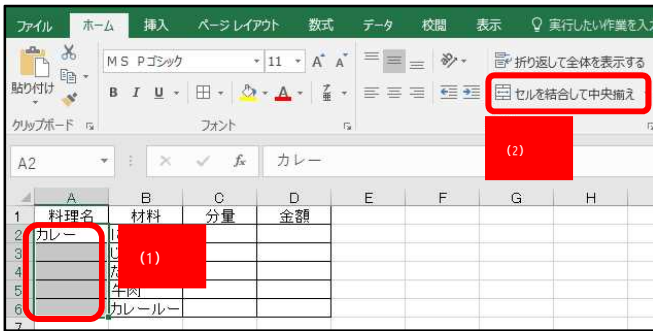 ファイル ホーム 挿入 ページ レイアウト 数式 データ 校閲 表示 実行したい作業を入
貼り付け
MS Pゴシック 11 A A
折り返して全体を表示する
B I U A
セルを結合して中央揃え
クリップボード フォント
(2)
A2 fx カレー
A B C D E F G H
1 料理名 材料 分量 金額
2 カレー
3
(1)
4
5 牛肉
6 カレールー
7